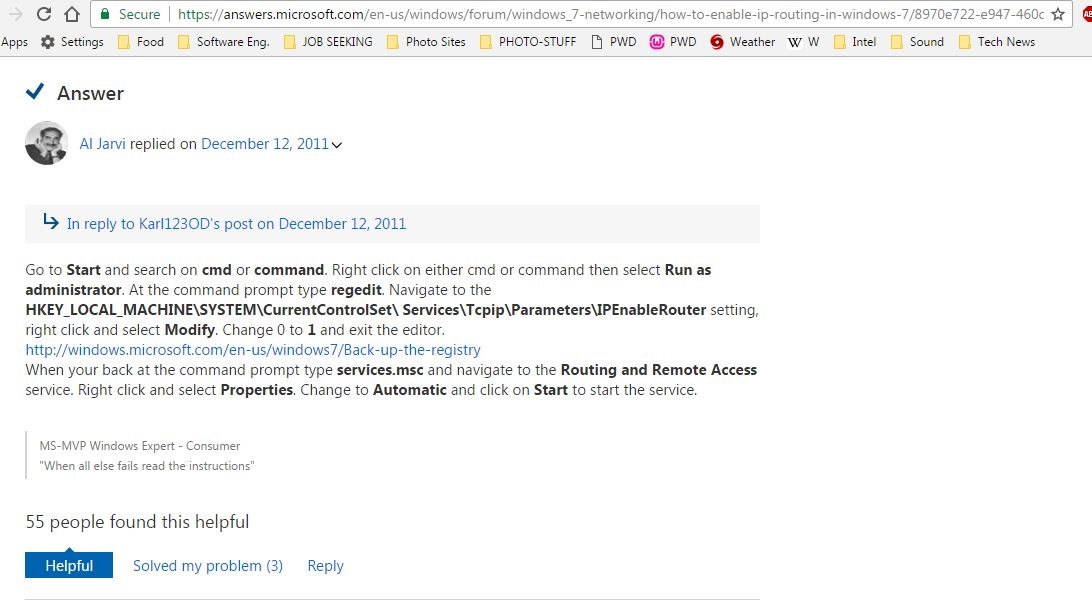 Secure https://answers.microsoft.com/en-us/windows/forum/windows_7-networking/how-to-enable-ip-routing-in-windows-7/8970e722-e947-460c
Apps Settings Food Software Eng. JOB SEEKING Photo Sites PHOTO-STUFF PWD PWD Weather W W Intel Sound Tech News
Answer
Al Jarvi replied on December 12, 2011
In reply to Karl123OD's post on December 12, 2011
Go to Start and search on cmd or command. Right click on either cmd or command then select Run as
administrator. At the command prompt type regedit. Navigate to the
HKEY_LOCAL_MACHINE\SYSTEM\CurrentControlSet\ Services\Tcpip\Parameters\IPEnableRouter setting,
right click and select Modify. Change 0 to 1 and exit the editor.
http://windows.microsoft.com/en-us/windows7/Back-up-the-registry
When your back at the command prompt type services.msc and navigate to the Routing and Remote Access
service. Right click and select Properties. Change to Automatic and click on Start to start the service.
MS-MVP Windows Expert - Consumer
"When all else fails read the instructions"
55 people found this helpful
Helpful Solved my problem (3) Reply